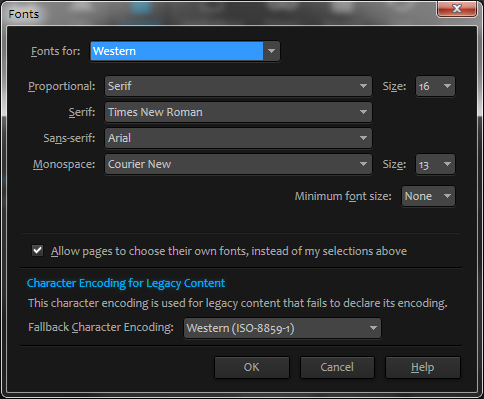 Fonts
Fonts for: Western
Proportional: Serif Size: 16
Serif: Times New Roman
Sans-serif: Arial
Monospace: Courier New Size: 13
Minimum font size: None
Allow pages to choose their own fonts, instead of my selections above
Character Encoding for Legacy Content
This character encoding is used for legacy content that fails to declare its encoding.
Fallback Character Encoding: Western (ISO-8859-1)
OK Cancel Help